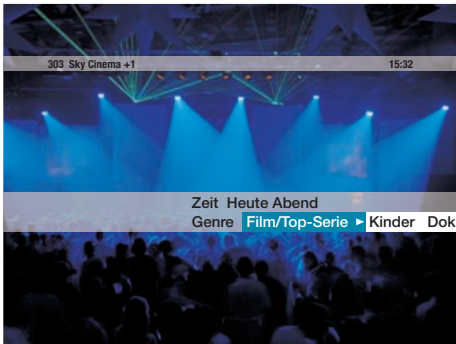 303 Sky Cinema +1 15:32
Zeit Heute Abend
Genre Film/Top-Serie ► Kinder Dok